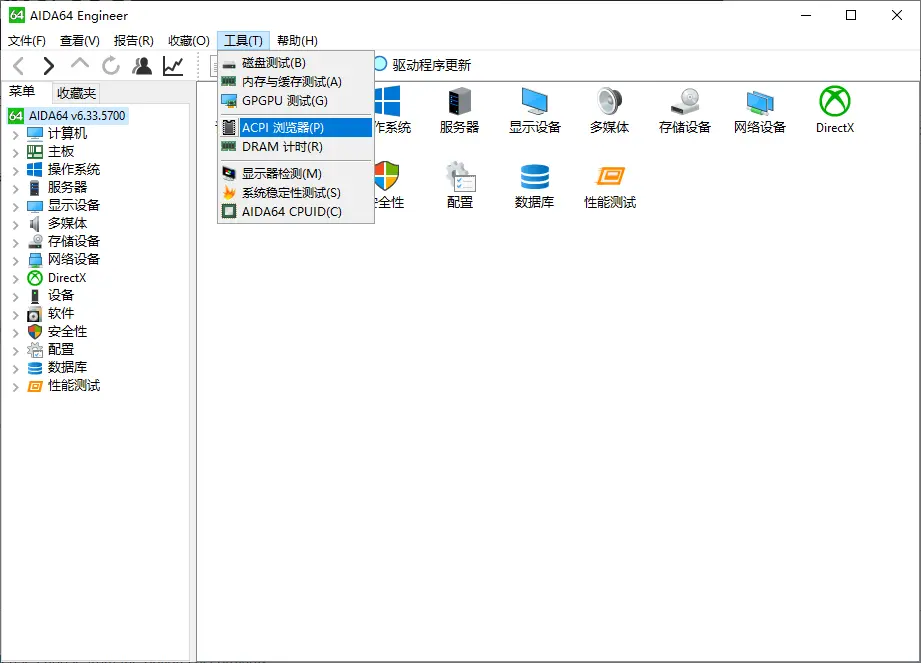 64 AIDA64 Engineer
文件(F) 查看(V) 报告(R) 收藏(O) 工具(T) 帮助(H)
驱动程序更新
菜单 收藏夹
64 AIDA64 v6.33.5700
计算机
主板
操作系统
服务器
显示设备
多媒体
存储设备
网络设备
DirectX
设备
软件
安全性
配置
数据库
性能测试
磁盘测试(B)
内存与缓存测试(A)
GPGPU 测试(G)
ACPI 浏览器(P)
DRAM 计时(R)
显示器检测(M)
系统稳定性测试(S)
AIDA64 CPUID(C)
作系统 服务器 显示设备 多媒体 存储设备 网络设备 DirectX
全性 配置 数据库 性能测试